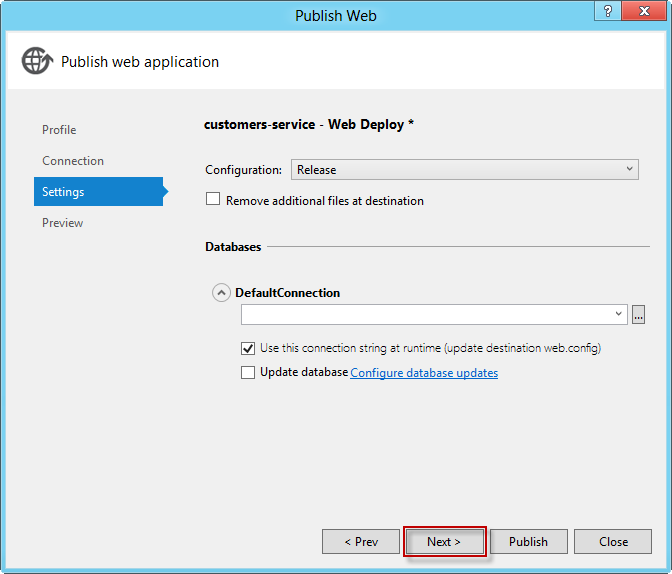 Publish Web
?
Publish web application
Profile
Connection
Settings
Preview
customers-service - Web Deploy *
Configuration: Release
Remove additional files at destination
Databases
DefaultConnection
...
Use this connection string at runtime (update destination web.config)
Update database Configure database updates
< Prev Next > Publish Close